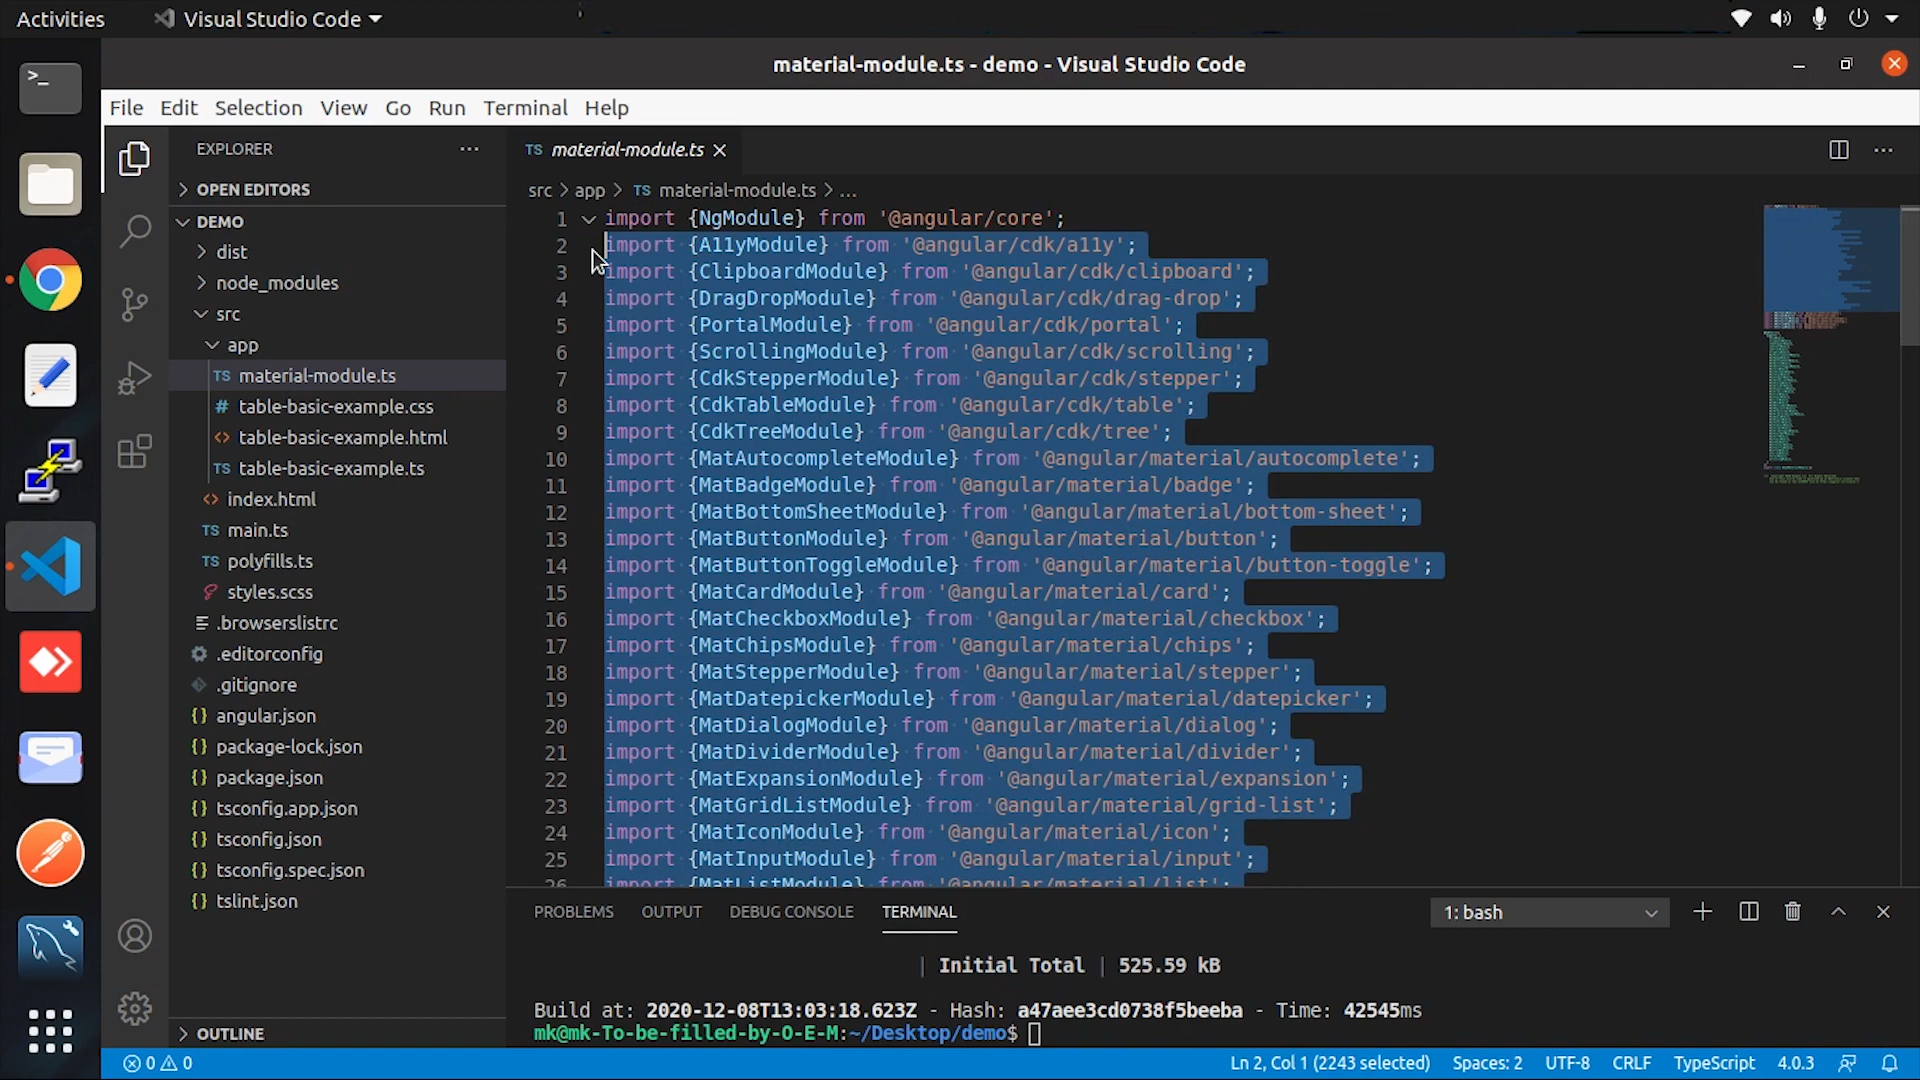 Activities
Visual Studio Code
material-module.ts - demo - Visual Studio Code
File Edit Selection View Go Run Terminal Help
EXPLORER
OPEN EDITORS
DEMO
dist
node_modules
src
app
TS material-module.ts
# table-basic-example.css
<> table-basic-example.html
TS table-basic-example.ts
<> index.html
TS main.ts
TS polyfills.ts
styles.scss
.browserslistrc
.editorconfig
.gitignore
{} angular.json
{} package-lock.json
{} package.json
{} tsconfig.app.json
{} tsconfig.json
{} tsconfig.spec.json
{} tslint.json
OUTLINE
TS material-module.ts
src > app > TS material-module.ts > ...
1 import {NgModule} from '@angular/core';
2 import {A11yModule} from '@angular/cdk/a11y';
3 import {ClipboardModule} from '@angular/cdk/clipboard';
4 import {DragDropModule} from '@angular/cdk/drag-drop';
5 import {PortalModule} from '@angular/cdk/portal';
6 import {ScrollingModule} from '@angular/cdk/scrolling';
7 import {CdkStepperModule} from '@angular/cdk/stepper';
8 import {CdkTableModule} from '@angular/cdk/table';
9 import {CdkTreeModule} from '@angular/cdk/tree';
10 import {MatAutocompleteModule} from '@angular/material/autocomplete';
11 import {MatBadgeModule} from '@angular/material/badge';
12 import {MatBottomSheetModule} from '@angular/material/bottom-sheet';
13 import {MatButtonModule} from '@angular/material/button';
14 import {MatButtonToggleModule} from '@angular/material/button-toggle';
15 import {MatCardModule} from '@angular/material/card';
16 import {MatCheckboxModule} from '@angular/material/checkbox';
17 import {MatChipsModule} from '@angular/material/chips';
18 import {MatStepperModule} from '@angular/material/stepper';
19 import {MatDatepickerModule} from '@angular/material/datepicker';
20 import {MatDialogModule} from '@angular/material/dialog';
21 import {MatDividerModule} from '@angular/material/divider';
22 import {MatExpansionModule} from '@angular/material/expansion';
23 import {MatGridListModule} from '@angular/material/grid-list';
24 import {MatIconModule} from '@angular/material/icon';
25 import {MatInputModule} from '@angular/material/input';
26 import {MatListModule} from '@angular/material/list';
PROBLEMS OUTPUT DEBUG CONSOLE TERMINAL 1: bash
| Initial Total | 525.59 kB
Build at: 2020-12-08T13:03:18.623Z - Hash: a47aee3cd0738f5beeba - Time: 42545ms
mk@mk-To-be-filled-by-O-E-M:~/Desktop/demo$
0 0 Ln 2, Col 1 (2243 selected) Spaces: 2 UTF-8 CRLF TypeScript 4.0.3